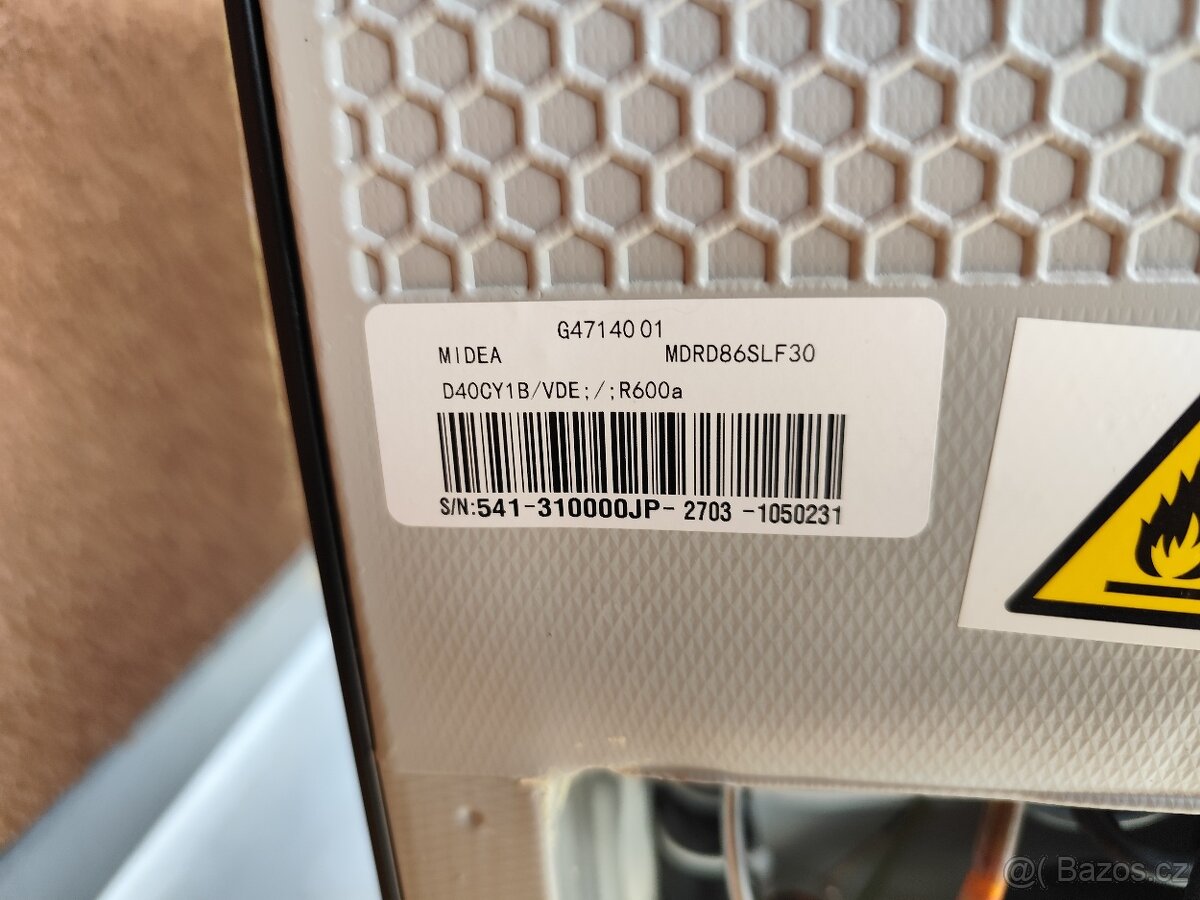 G4714001
MIDEA MDRD86SLF30
D40CY1B/VDE;/;R600a
S/N:541-310000JP-2703-1050231
@( Bazos.cz